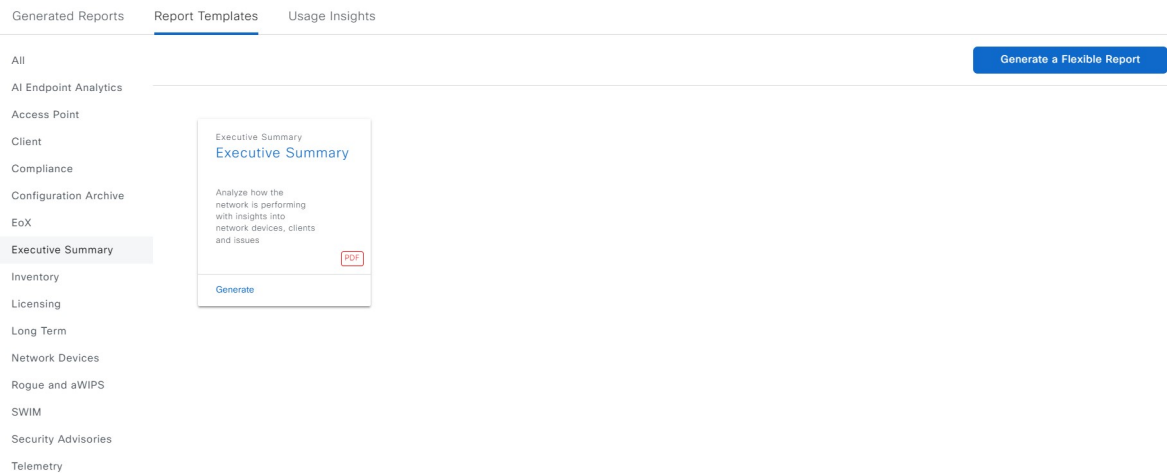 Generated Reports
Report Templates
Usage Insights
All
AI Endpoint Analytics
Access Point
Client
Compliance
Configuration Archive
EoX
Executive Summary
Inventory
Licensing
Long Term
Network Devices
Rogue and aWIPS
SWIM
Security Advisories
Telemetry
Generate a Flexible Report
Executive Summary
Executive Summary
Analyze how the
network is performing
with insights into
network devices, clients
and issues
PDF
Generate